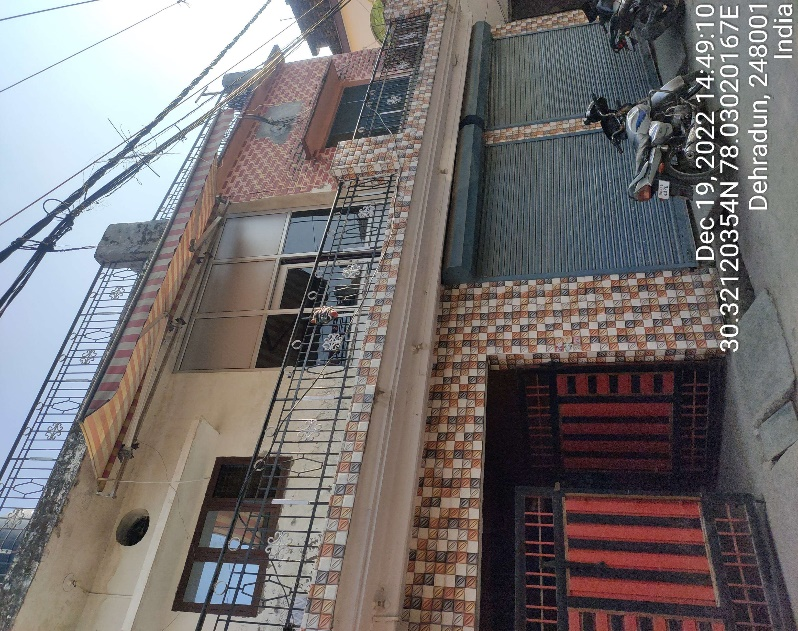 Dec 19, 2022 14:49:10
30.32120354N 78.03020167E
Dehradun, 248001
India